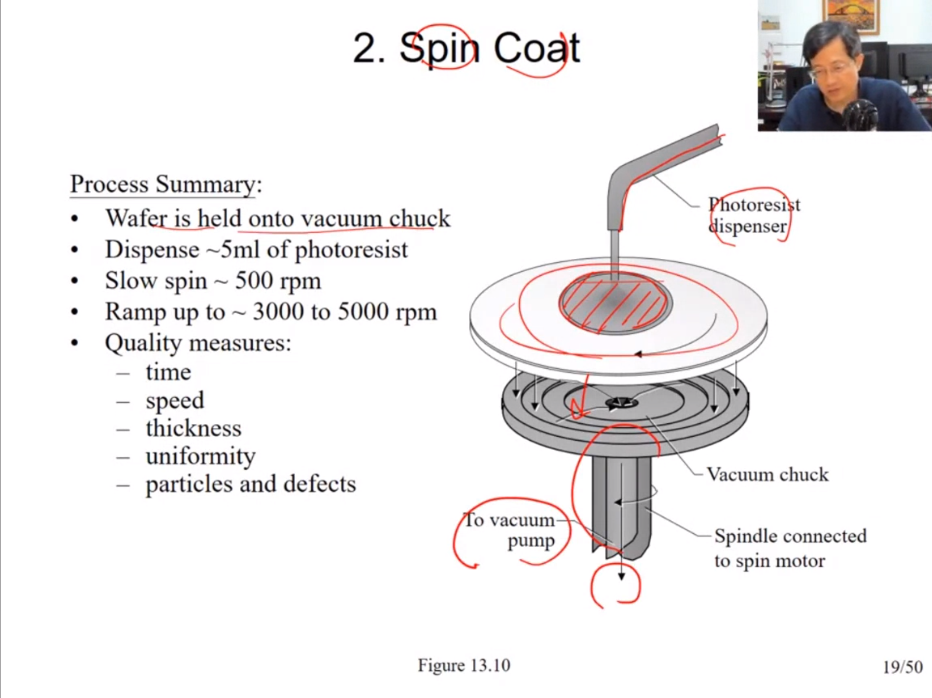 2. Spin Coat
Process Summary:
• Wafer is held onto vacuum chuck
• Dispense ~5ml of photoresist
• Slow spin ~ 500 rpm
• Ramp up to ~ 3000 to 5000 rpm
• Quality measures:
– time
– speed
– thickness
– uniformity
– particles and defects
Photoresist
dispenser
Vacuum chuck
To vacuum
pump
Spindle connected
to spin motor
Figure 13.10
19/50